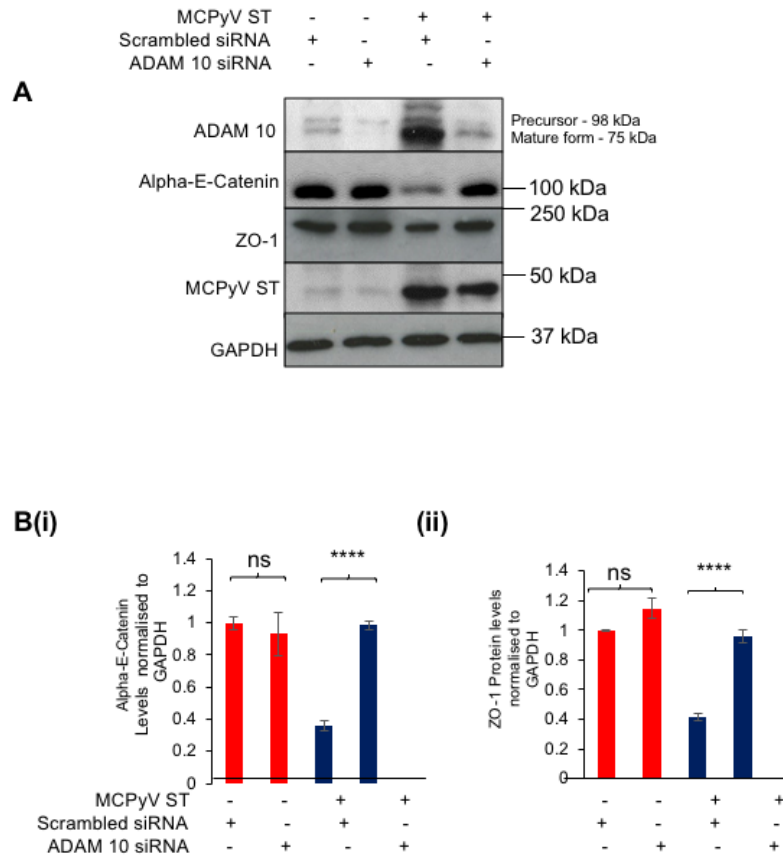 MCPyV ST - - + +
Scrambled siRNA + - + -
ADAM 10 siRNA - + - +
A
ADAM 10
Precursor - 98 kDa
Mature form - 75 kDa
Alpha-E-Catenin
100 kDa
250 kDa
ZO-1
50 kDa
MCPyV ST
37 kDa
GAPDH
B(i)
Alpha-E-Catenin
Levels normalised to
GAPDH
1.4
1.2
1
0.8
0.6
0.4
0.2
0
ns
****
MCPyV ST - - + +
Scrambled siRNA + - + -
ADAM 10 siRNA - + - +
(ii)
ZO-1 Protein levels
normalised to
GAPDH
1.4
1.2
1
0.8
0.6
0.4
0.2
0
ns
****
- - + +
+ - + -
- + - +